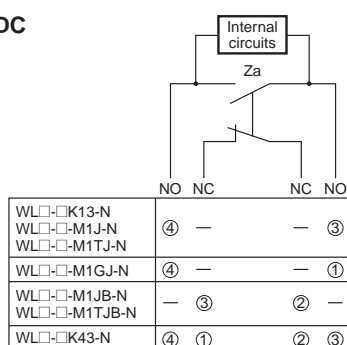 DC
Internal
circuits
Za
NO NC NC NO
WL□-□K13-N
WL□-□-M1J-N
WL□-□-M1TJ-N
④ — — ③
WL□-□-M1GJ-N ④ — — ①
WL□-□-M1JB-N
WL□-□-M1TJB-N
— ③ ② —
WL□-□K43-N ④ ① ② ③